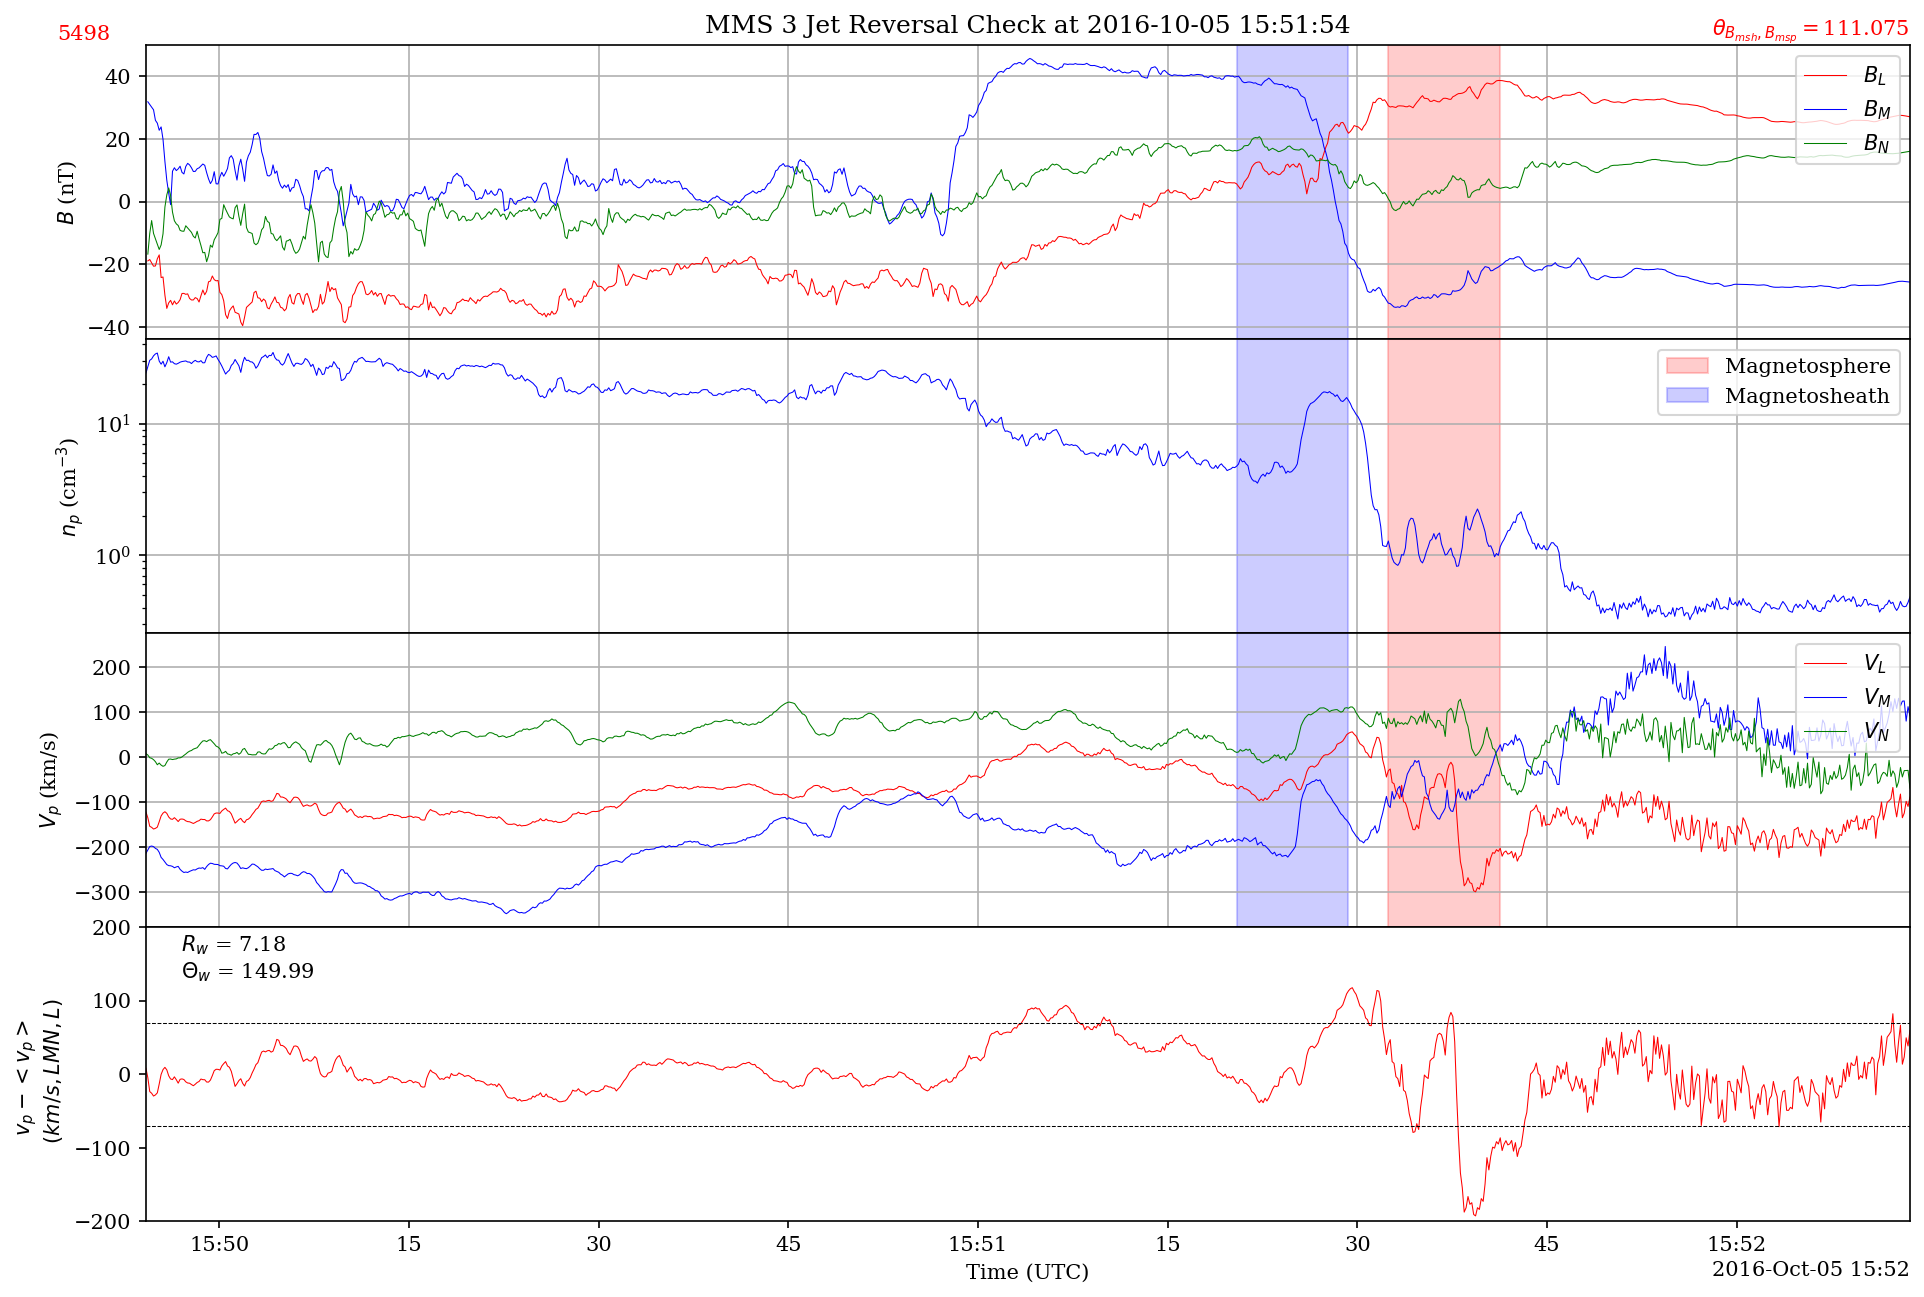 MMS 3 Jet Reversal Check at 2016-10-05 15:51:54
5498
θ_{B_{msh}, B_{msp}} = 111.075
40
20
0
−20
−40
B (nT)
B_L
B_M
B_N
10^1
10^0
n_p (cm^{−3})
Magnetosphere
Magnetosheath
200
100
0
−100
−200
−300
V_p (km/s)
V_L
V_M
V_N
200
100
0
−100
−200
v_p − < v_p >
(km/s, LMN, L)
R_w = 7.18
Θ_w = 149.99
15:50 15 30 45 15:51 15 30 45 15:52
Time (UTC)
2016-Oct-05 15:52